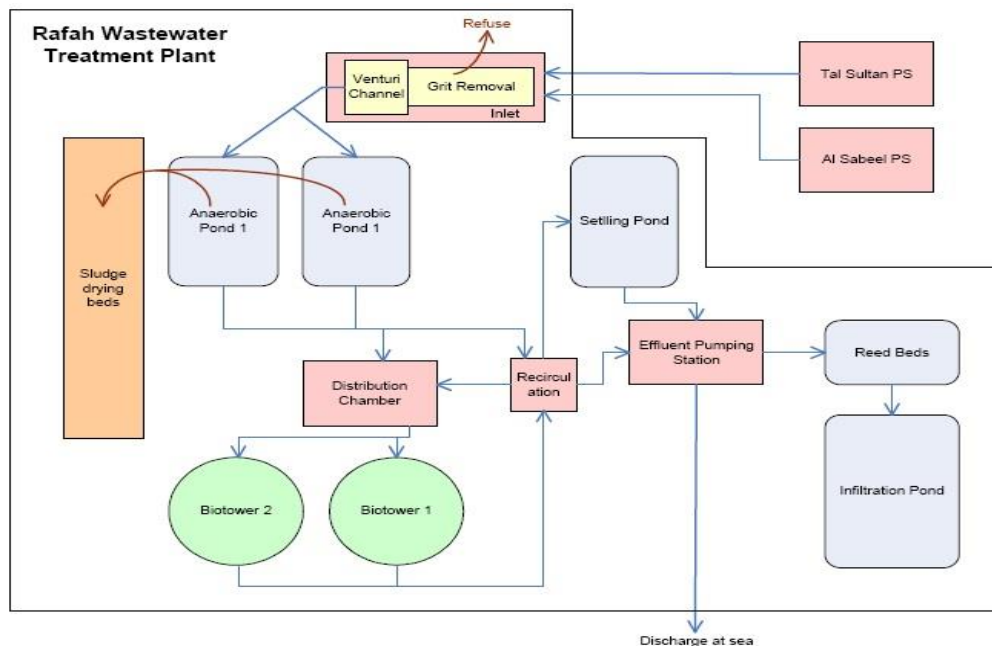 Rafah Wastewater
Treatment Plant
Refuse
Venturi
Channel
Grit Removal
Inlet
Tal Sultan PS
Al Sabeel PS
Anaerobic
Pond 1
Anaerobic
Pond 1
Setlling Pond
Sludge
drying
beds
Distribution
Chamber
Recircul
ation
Effluent Pumping
Station
Reed Beds
Biotower 2
Biotower 1
Infiltration Pond
Discharge at sea